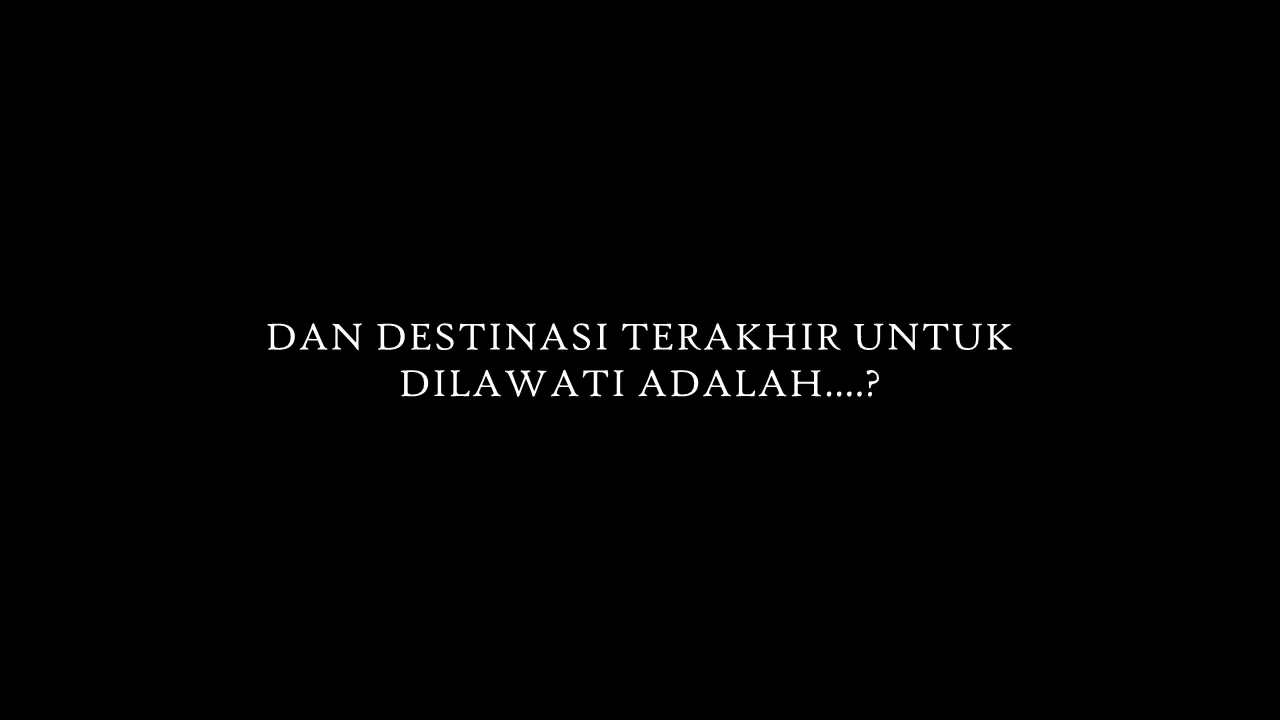 DAN DESTINASI TERAKHIR UNTUK
DILAWATI ADALAH....?